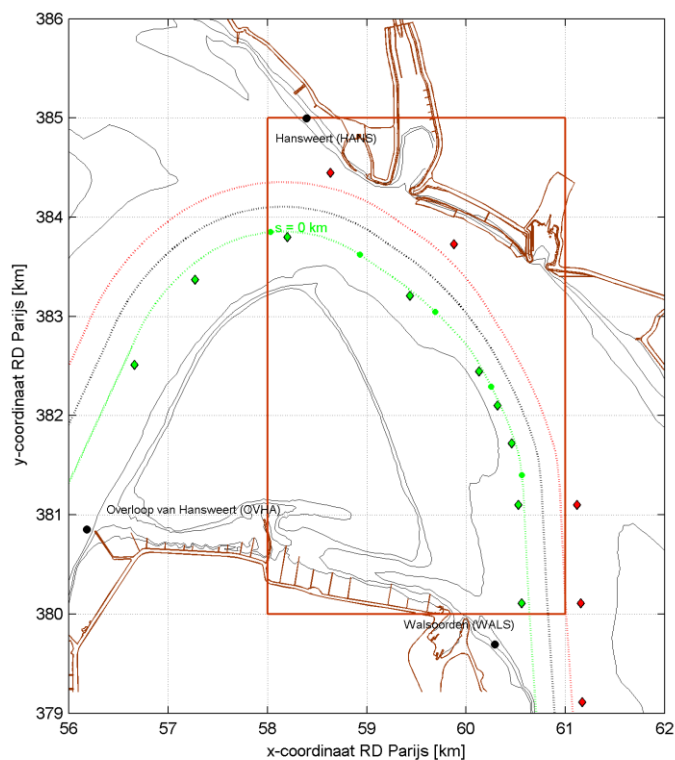 386
385
384
383
382
381
380
379
y-coordinaat RD Parijs [km]
Hansweert (HANS)
s = 0 km
Overloop van Hansweert (OVHA)
Walsoorden (WALS)
56
57
58
59
60
61
62
x-coordinaat RD Parijs [km]